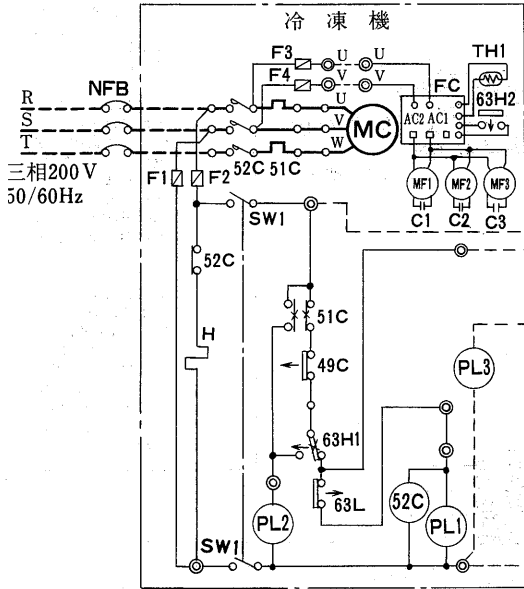 冷凍機
F3 U U
F4 V V
TH1
FC
63H2
NFB
R
S
T
U
V
W
MC
AC2 AC1
三相200V
50/60Hz
F1 F2
52C 51C
MF1 MF2 MF3
C1 C2 C3
SW1
52C
51C
H
49C
PL3
63H1
63L
52C
PL2
PL1
SW1